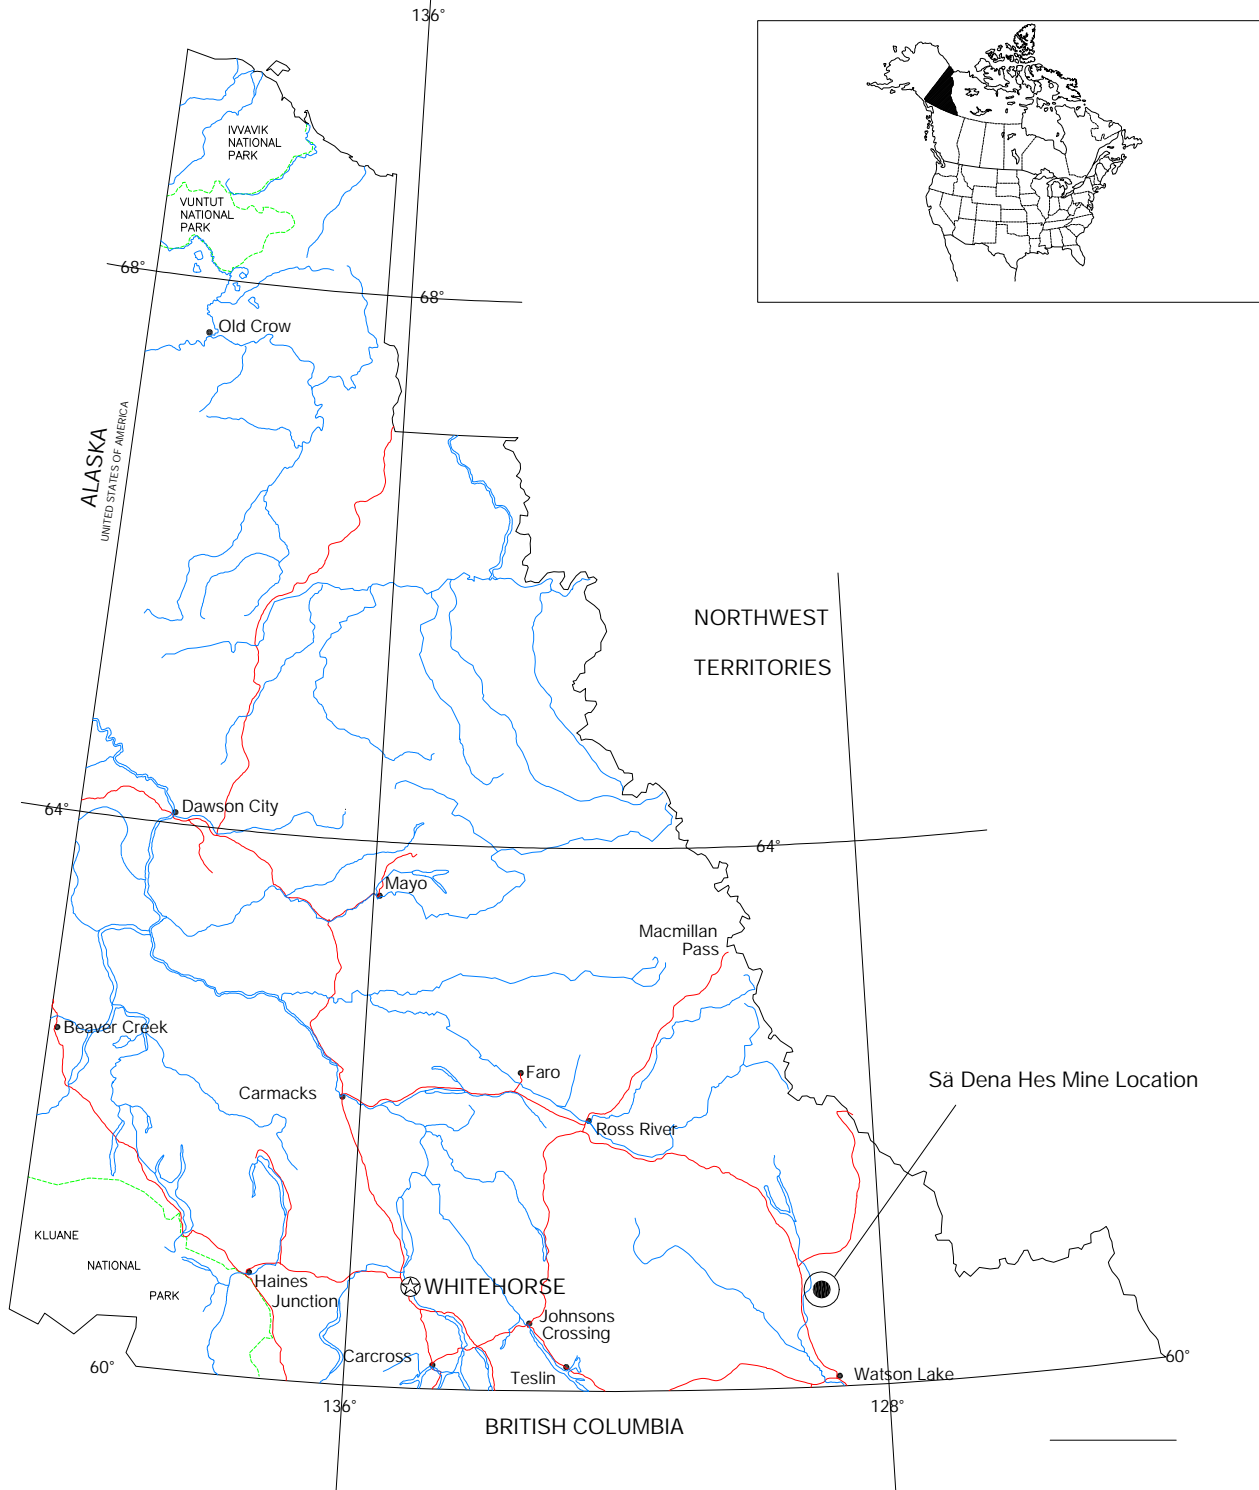 136°
IVVAVIK
NATIONAL
PARK
VUNTUT
NATIONAL
PARK
68°
68°
Old Crow
ALASKA
UNITED STATES OF AMERICA
NORTHWEST
TERRITORIES
64°
Dawson City
64°
Mayo
Macmillan
Pass
Beaver Creek
Faro
Sä Dena Hes Mine Location
Carmacks
Ross River
KLUANE
NATIONAL
PARK
Haines
Junction
WHITEHORSE
Johnsons
Crossing
Carcross
Teslin
60°
60°
Watson Lake
136°
128°
BRITISH COLUMBIA